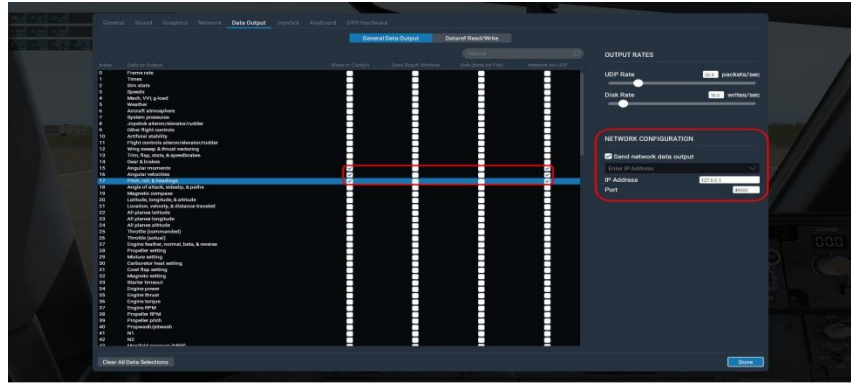 General Sound Graphics Network Data Output Joystick Keyboard GPS Hardware
General Data Output Dataref Read/Write
Search
Index Data to Output Show in Cockpit Data Graph Window Disk (data.txt File) Network via UDP
0 Frame rate
1 Times
2 Sim stats
3 Speeds
4 Mach, VVI, g-load
5 Weather
6 Aircraft atmosphere
7 System pressures
8 Joystick aileron/elevator/rudder
9 Other flight controls
10 Artificial stability
11 Flight controls aileron/elevator/rudder
12 Wing sweep & thrust vectoring
13 Trim, flap, stats, & speedbrakes
14 Gear & brakes
15 Angular moments
16 Angular velocities
17 Pitch, roll, & headings
18 Angle of attack, sideslip, & paths
19 Magnetic compass
20 Latitude, longitude, & altitude
21 Location, velocity, & distance traveled
22 All planes latitude
23 All planes longitude
24 All planes altitude
25 Throttle (commanded)
26 Throttle (actual)
27 Engine feather, normal, beta, & reverse
28 Propeller setting
29 Mixture setting
30 Carburetor heat setting
31 Cowl flap setting
32 Magneto setting
33 Starter timeout
34 Engine power
35 Engine thrust
36 Engine torque
37 Engine RPM
38 Propeller RPM
39 Propeller pitch
40 Propwash/jetwash
41 N1
42 N2
43 Manifold pressure (MPR)
Clear All Data Selections
OUTPUT RATES
UDP Rate packets/sec
Disk Rate 10.0 writes/sec
NETWORK CONFIGURATION
Send network data output
Enter IP Address
IP Address 127.0.0.1
Port
Done